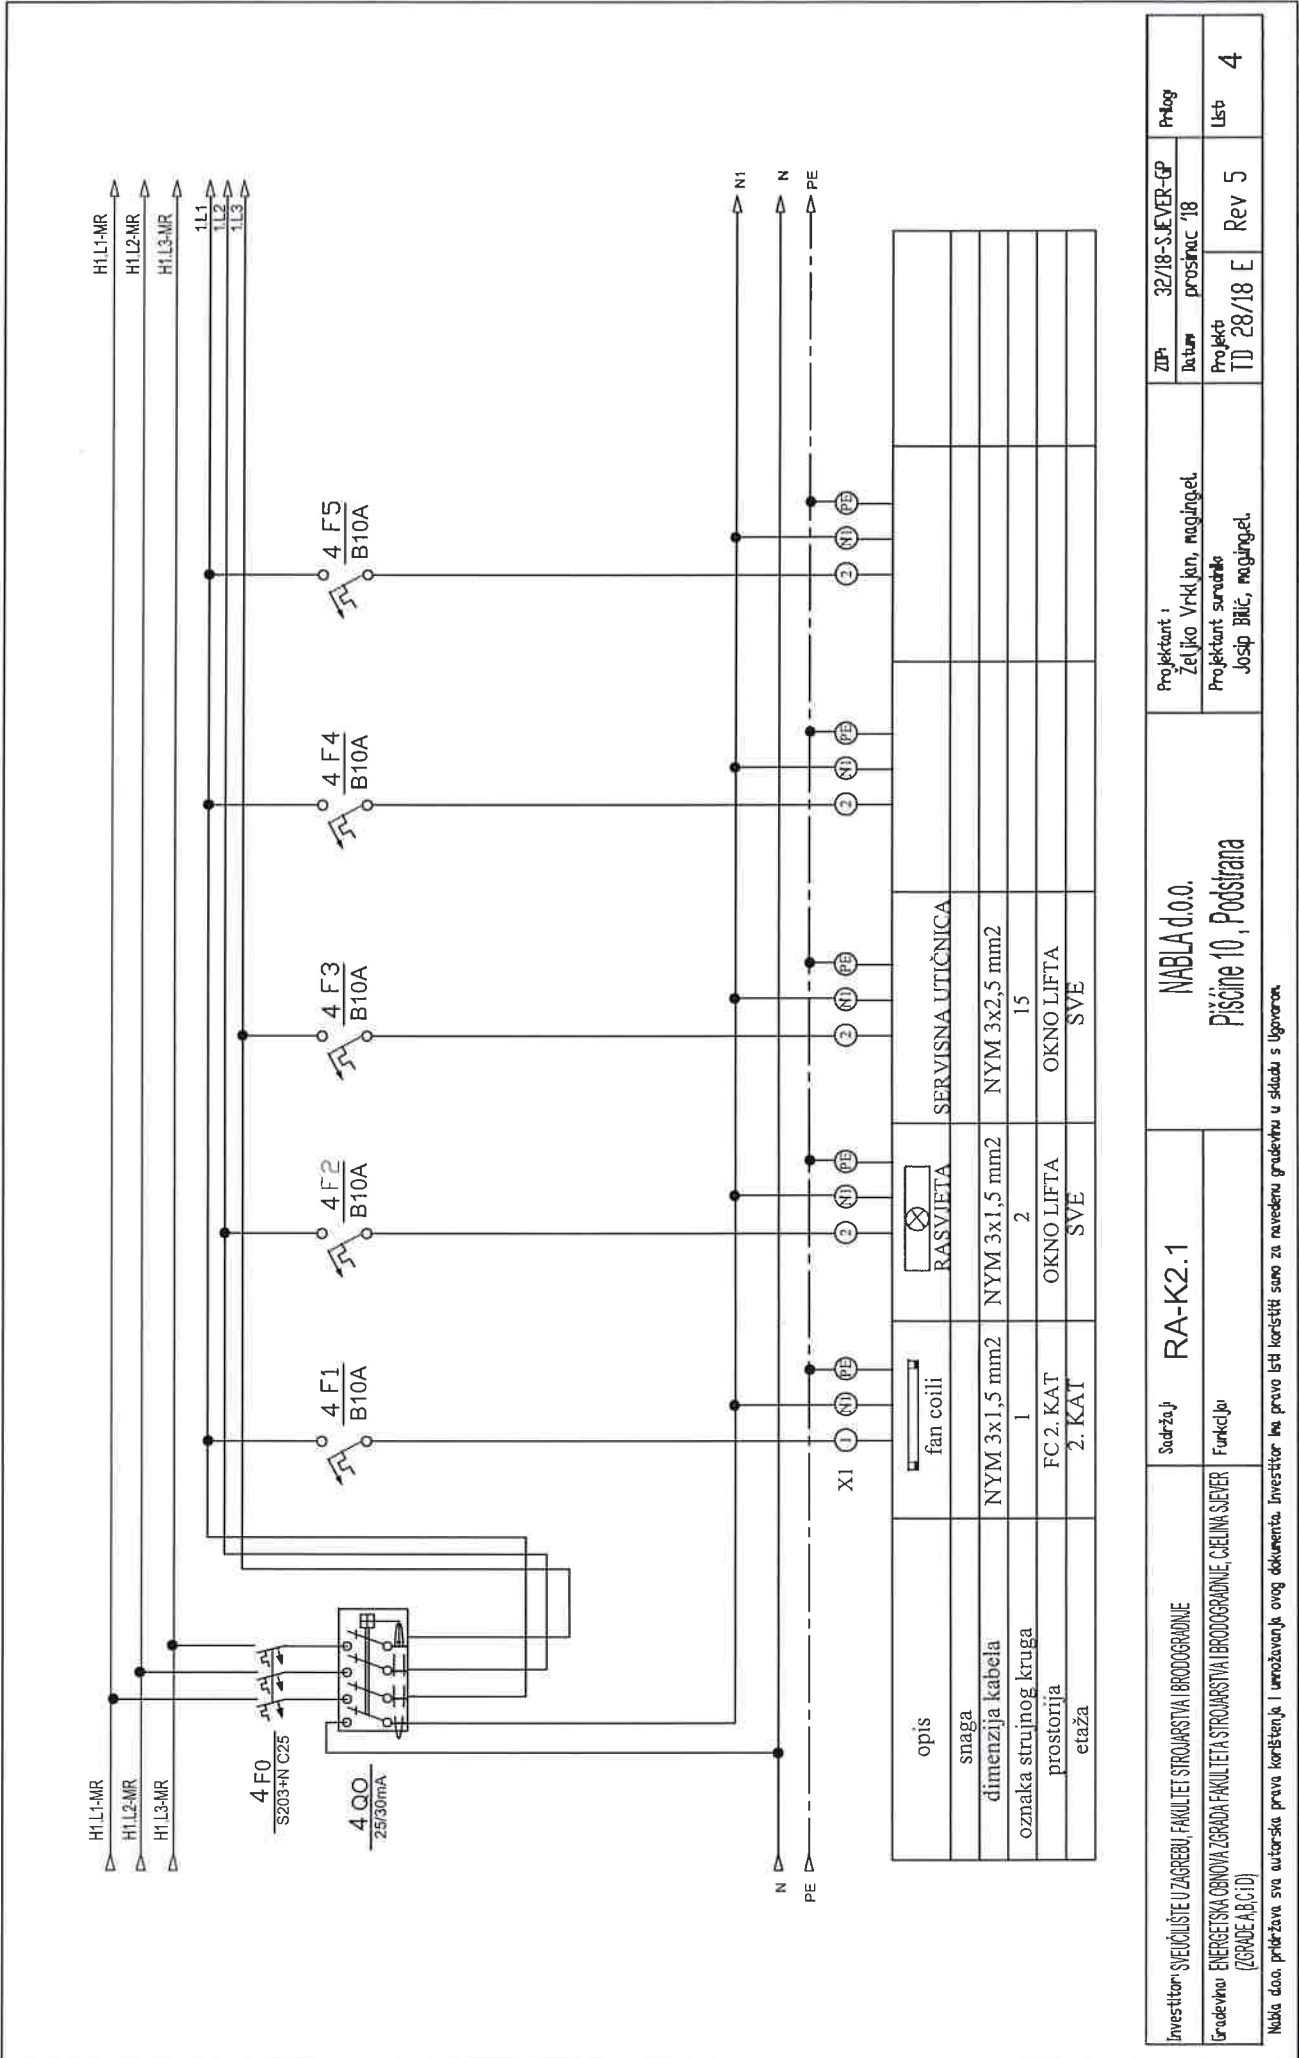 H1.L1-MR
H1.L2-MR
H1.L3-MR
H1.L1-MR
H1.L2-MR
H1.L3-MR
1.L1
1.L2
1.L3
4 F0
S203+N C25
4 QO
25/30mA
4 F1
B10A
4 F2
B10A
4 F3
B10A
4 F4
B10A
4 F5
B10A
N1
N
PE
N
PE
X1
1 N1 PE
2 N1 PE
2 N1 PE
2 N1 PE
2 N1 PE
opis fan coili RASVJETA SERVISNA UTIČNICA
snaga
dimenzija kabela NYM 3x1,5 mm2 NYM 3x1,5 mm2 NYM 3x2,5 mm2
oznaka strujnog kruga 1 2 15
prostorija FC 2. KAT OKNO LIFTA OKNO LIFTA
etaža 2. KAT SVE SVE
Investitor: SVEUČILIŠTE U ZAGREBU, FAKULTET STROJARSTVA I BRODOGRADNJE
Građevina: ENERGETSKA OBNOVA ZGRADA FAKULTETA STROJARSTVA I BRODOGRADNJE, CJELINA SJEVER
(ZGRADE A,B,C I D)
Sadržaj: RA-K2.1
Funkcija:
NABLA d.o.o.
Piščine 10, Podstrana
Projektant :
Željko Vrkljan, mag.ing.el.
Projektant suradnik:
Josip Bilić, mag.ing.el.
ZOP: 32/18-SJEVER-GP
Datum: prosinac '18
Projekt:
TD 28/18 E
Rev 5
Prilog:
List: 4
Nabla d.o.o. pridržava sva autorska prava korištenja i umnožavanja ovog dokumenta. Investitor ima pravo isti koristiti samo za navedenu građevinu u skladu s Ugovorom.